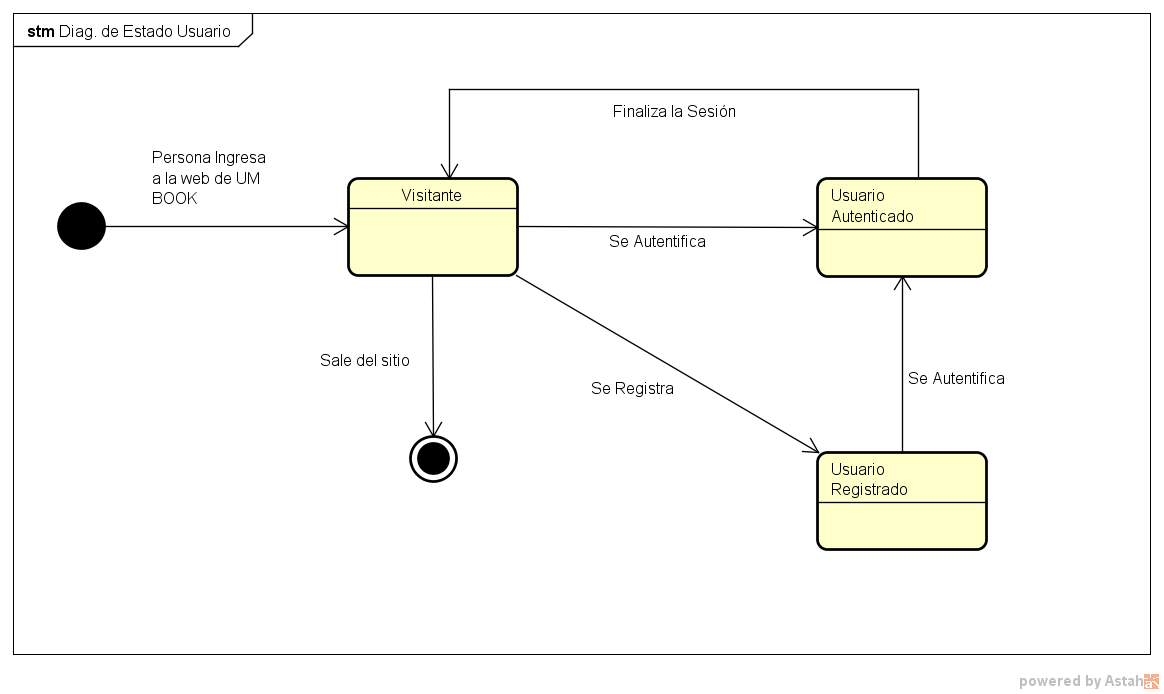 stm Diag. de Estado Usuario
Finaliza la Sesión
Persona Ingresa
a la web de UM
BOOK
Visitante
Usuario
Autenticado
Se Autentifica
Sale del sitio
Se Registra
Se Autentifica
Usuario
Registrado
powered by Astah